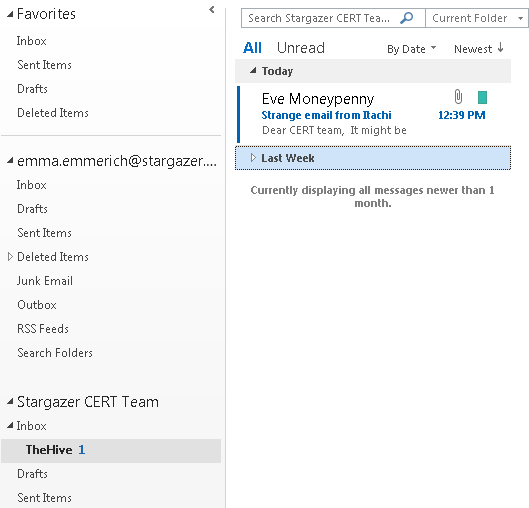 Favorites
Inbox
Sent Items
Drafts
Deleted Items
emma.emmerich@stargazer....
Inbox
Drafts
Sent Items
Deleted Items
Junk Email
Outbox
RSS Feeds
Search Folders
Stargazer CERT Team
Inbox
TheHive 1
Drafts
Sent Items
Search Stargazer CERT Tea... Current Folder
All Unread By Date Newest
Today
Eve Moneypenny
Strange email from Itachi 12:39 PM
Dear CERT team, It might be
Last Week
Currently displaying all messages newer than 1
month.